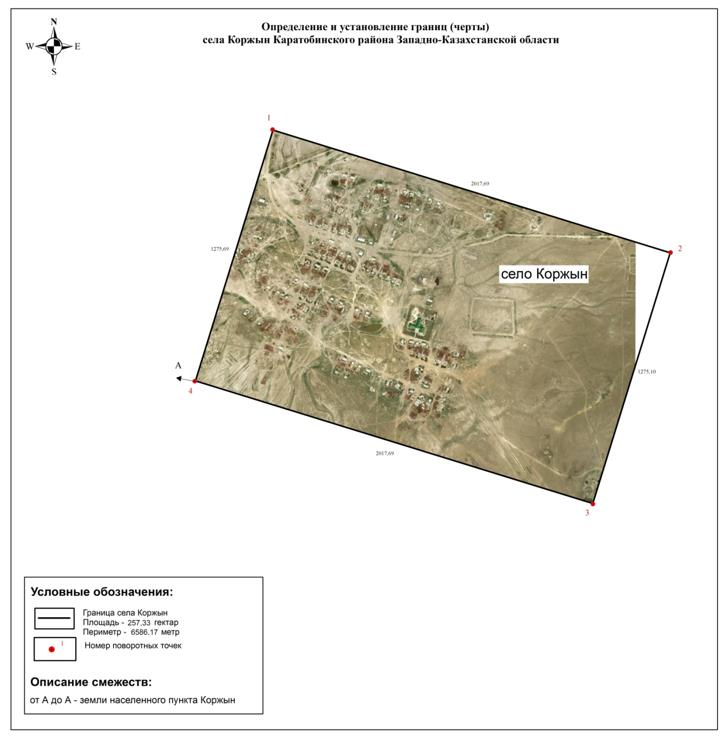 Определение и установление границ (черты)
села Коржын Каратобинского района Западно-Казахстанской области
N
W E
S
1
2017,69
2
село Коржын
1275,69
A
4
1275,10
2017,69
3
Условные обозначения:
Граница села Коржын
Площадь - 257,33 гектар
Периметр - 6586,17 метр
1
Номер поворотных точек
Описание смежеств:
от А до А - земли населенного пункта Коржын